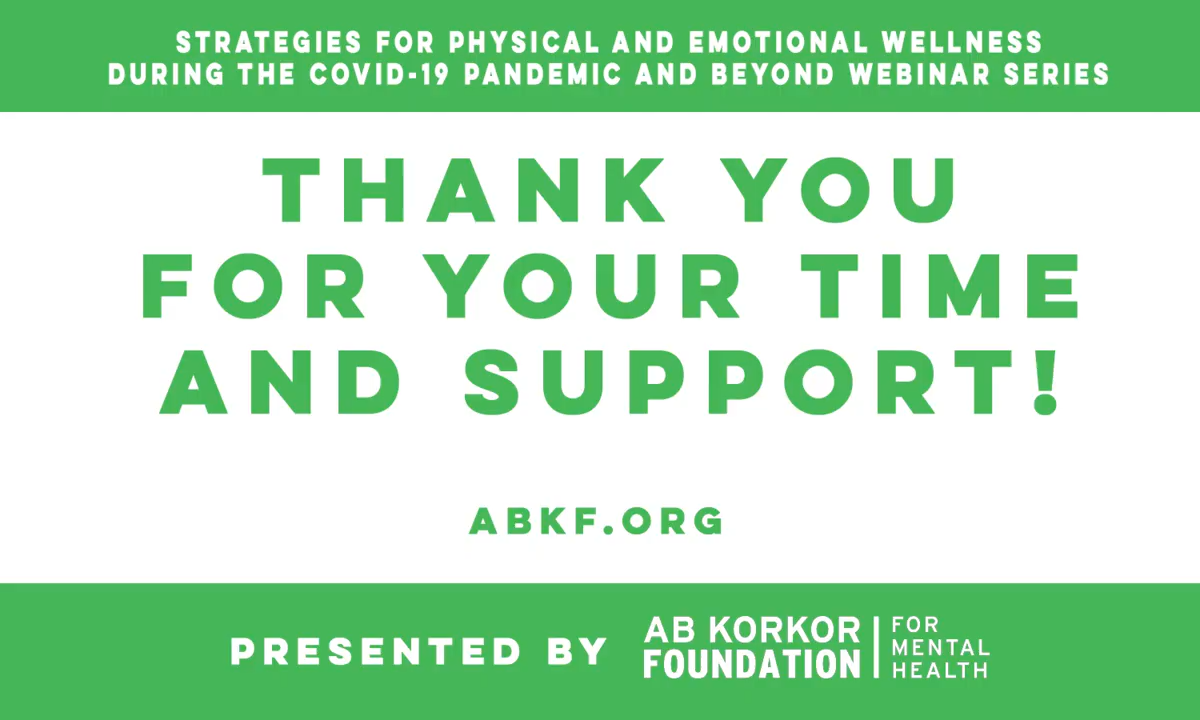 STRATEGIES FOR PHYSICAL AND EMOTIONAL WELLNESS
DURING THE COVID-19 PANDEMIC AND BEYOND WEBINAR SERIES
THANK YOU
FOR YOUR TIME
AND SUPPORT!
ABKF.ORG
PRESENTED BY
AB KORKOR
FOUNDATION
FOR
MENTAL
HEALTH